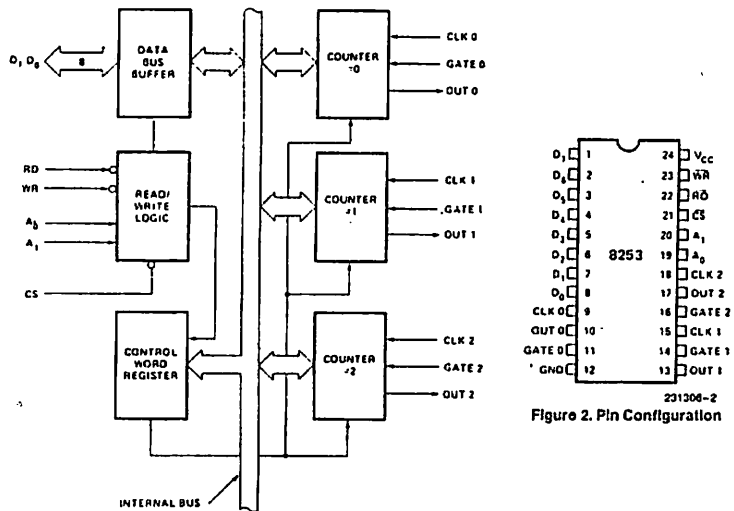 DATA
BUS
BUFFER
D, D₀
8
RD
WR
A₀
A₁
CS
READ/
WRITE
LOGIC
CONTROL
WORD
REGISTER
COUNTER
#0
CLK 0
GATE 0
OUT 0
COUNTER
#1
CLK 1
GATE 1
OUT 1
COUNTER
#2
CLK 2
GATE 2
OUT 2
INTERNAL BUS
D₇ 1 24 VCC
D₆ 2 23 WR
D₅ 3 22 RD
D₄ 4 21 CS
D₃ 5 20 A₁
D₂ 6 8253 19 A₀
D₁ 7 18 CLK 2
D₀ 8 17 OUT 2
CLK 0 9 16 GATE 2
OUT 0 10 15 CLK 1
GATE 0 11 14 GATE 1
GND 12 13 OUT 1
231306-2
Figure 2. Pin Configuration